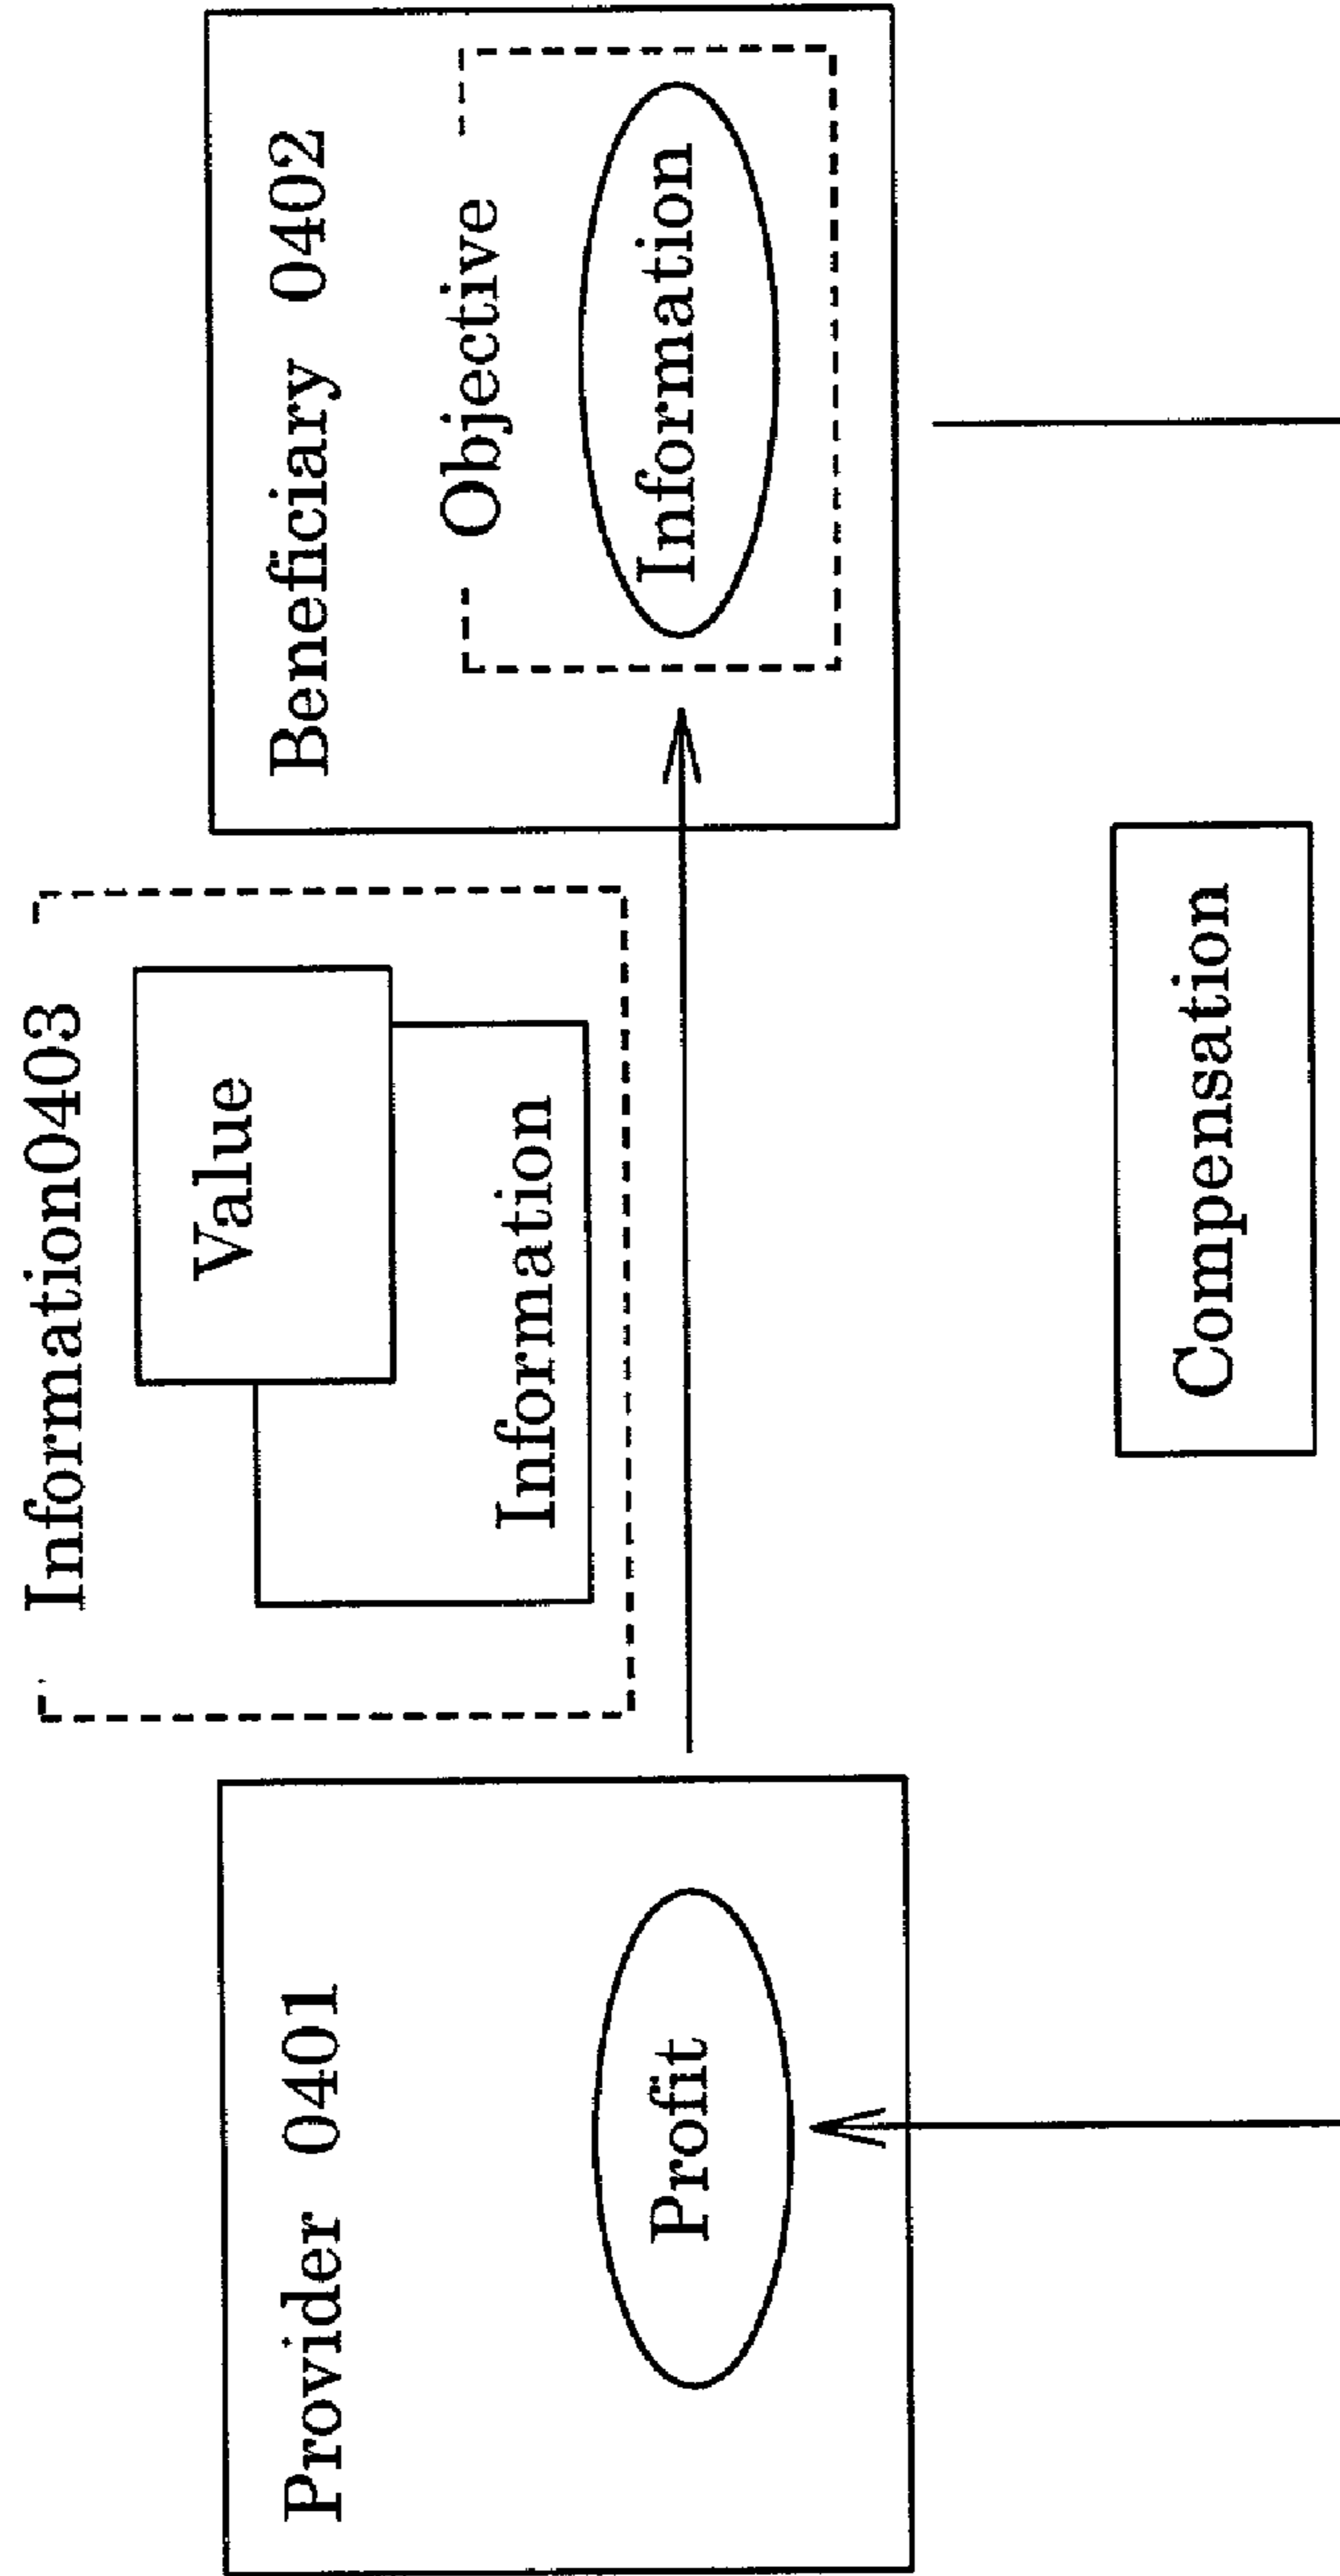 Information0403
Value
Information
Provider 0401
Profit
Beneficiary 0402
Objective
Information
Compensation